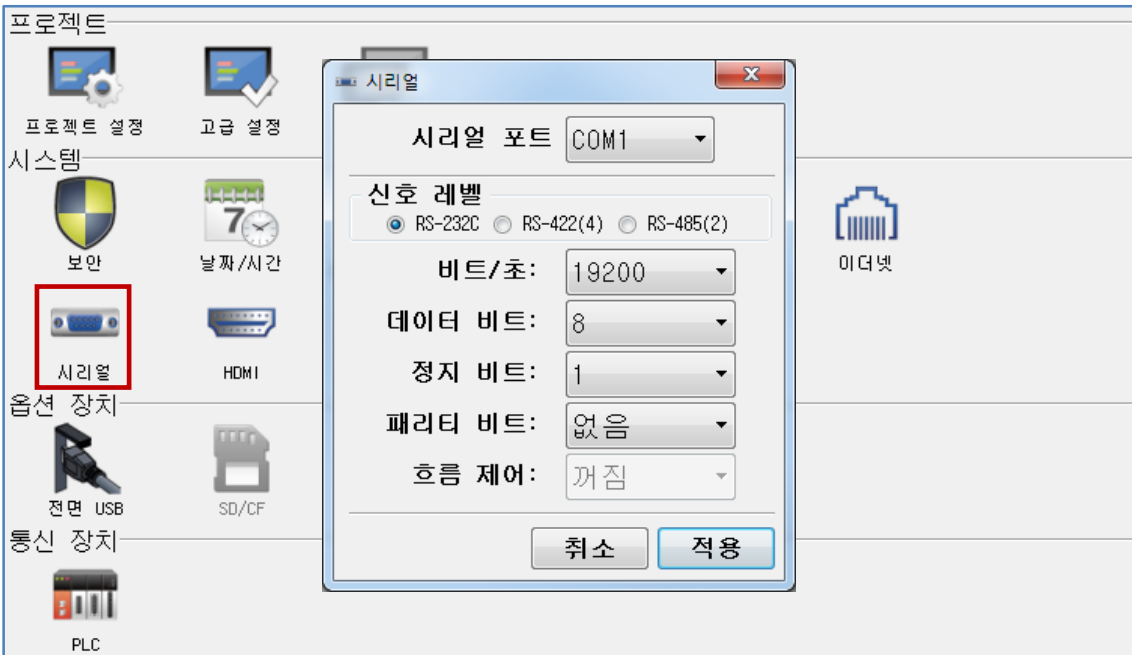 프로젝트
프로젝트 설정
고급 설정
시스템
보안
날짜/시간
7
이더넷
시리얼
HDMI
옵션 장치
전면 USB
SD/CF
통신 장치
PLC
시리얼
시리얼 포트 COM1
신호 레벨
RS-232C RS-422(4) RS-485(2)
비트/초: 19200
데이터 비트: 8
정지 비트: 1
패리티 비트: 없음
흐름 제어: 꺼짐
취소 적용